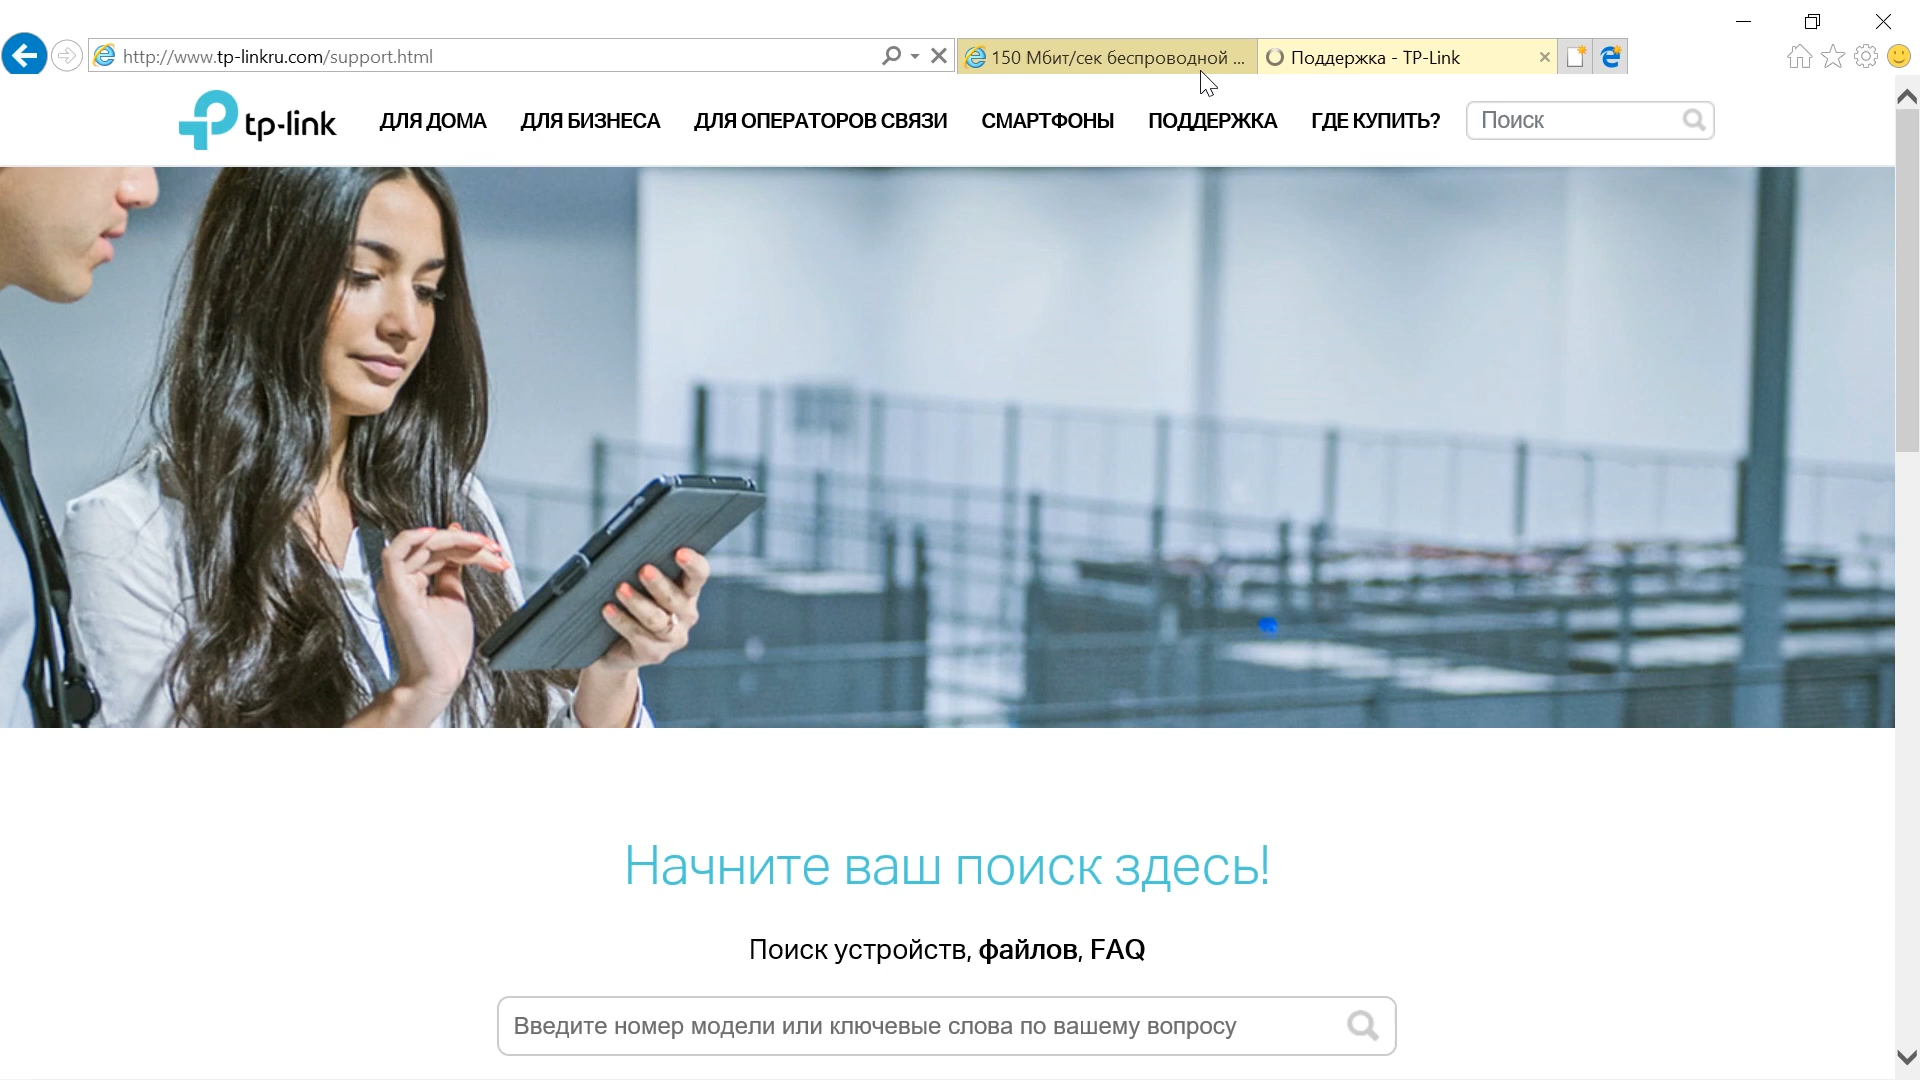 http://www.tp-linkru.com/support.html
150 Мбит/сек беспроводной ...
Поддержка - TP-Link
tp-link
ДЛЯ ДОМА
ДЛЯ БИЗНЕСА
ДЛЯ ОПЕРАТОРОВ СВЯЗИ
СМАРТФОНЫ
ПОДДЕРЖКА
ГДЕ КУПИТЬ?
Поиск
Начните ваш поиск здесь!
Поиск устройств, файлов, FAQ
Введите номер модели или ключевые слова по вашему вопросу